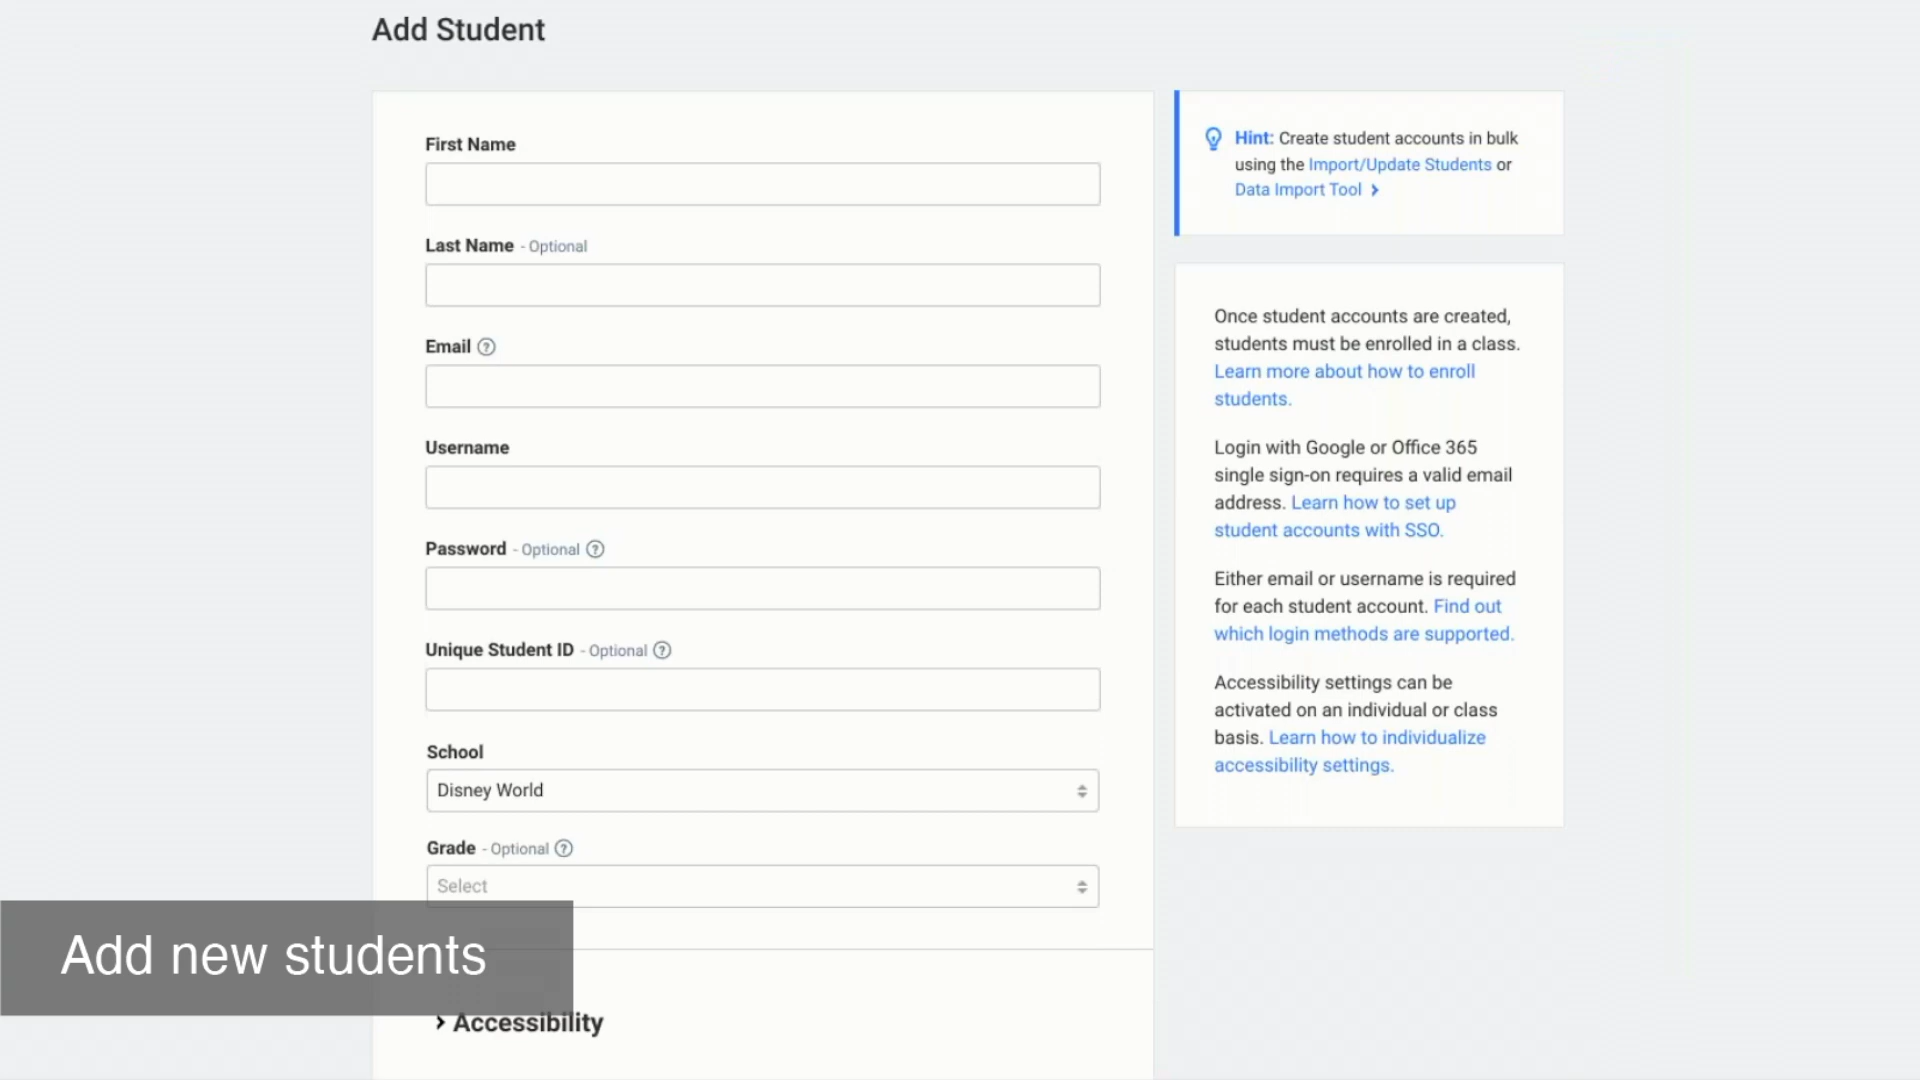 Add Student
First Name
Last Name - Optional
Email ?
Username
Password - Optional ?
Unique Student ID - Optional ?
School
Disney World
Grade - Optional ?
Select
Accessibility
Hint: Create student accounts in bulk
using the Import/Update Students or
Data Import Tool
Once student accounts are created,
students must be enrolled in a class.
Learn more about how to enroll
students.
Login with Google or Office 365
single sign-on requires a valid email
address. Learn how to set up
student accounts with SSO.
Either email or username is required
for each student account. Find out
which login methods are supported.
Accessibility settings can be
activated on an individual or class
basis. Learn how to individualize
accessibility settings.
Add new students